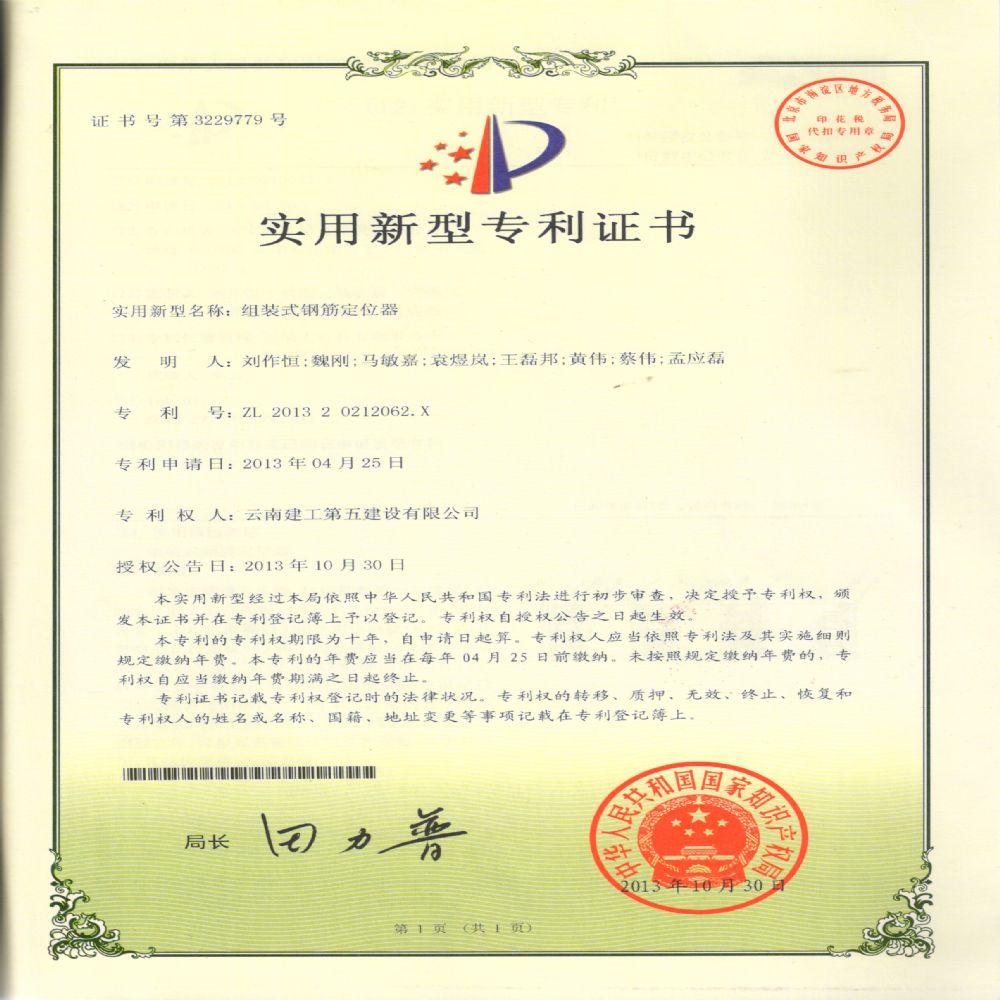 证书号第3229779号
北京市海淀区地方税务局
印花税
代扣专用章
国家知识产权局
实用新型专利证书
实用新型名称：组装式钢筋定位器
发明人：刘作恒;魏刚;马敏嘉;袁煜岚;王磊邦;黄伟;蔡伟;孟应磊
专利号：ZL 2013 2 0212062.X
专利申请日：2013年04月25日
专利权人：云南建工第五建设有限公司
授权公告日：2013年10月30日
本实用新型经过本局依照中华人民共和国专利法进行初步审查，决定授予专利权，颁
发本证书并在专利登记簿上予以登记。专利权自授权公告之日起生效。
本专利的专利权期限为十年，自申请日起算。专利权人应当依照专利法及其实施细则
规定缴纳年费。本专利的年费应当在每年04月25日前缴纳。未按照规定缴纳年费的，专
利权自应当缴纳年费期满之日起终止。
专利证书记载专利权登记时的法律状况。专利权的转移、质押、无效、终止、恢复和
专利权人的姓名或名称、国籍、地址变更等事项记载在专利登记簿上。
局长 田力普
中华人民共和国国家知识产权局
2013年10月30日
第1页（共1页）